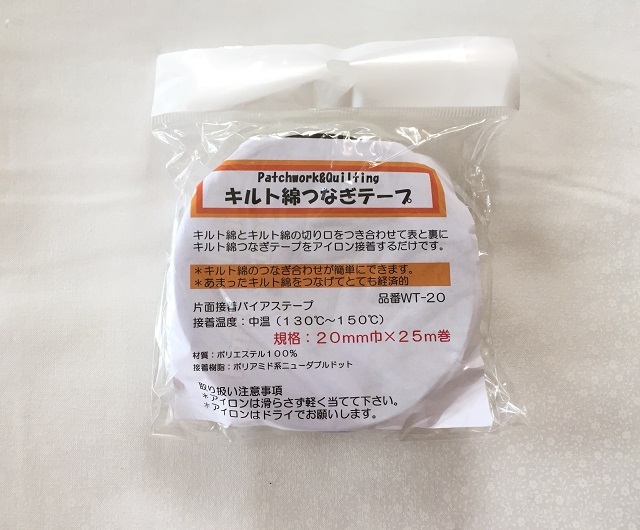 Patchwork&Quilting
キルト綿つなぎテープ
キルト綿とキルト綿の切り口をつき合わせて表と裏に
キルト綿つなぎテープをアイロン接着するだけです。
*キルト綿のつなぎ合わせが簡単にできます。
*あまったキルト綿をつなげてとても経済的
品番WT-20
片面接着バイアステープ
接着温度：中温（１３０℃～１５０℃）
規格：２０mm巾×２５m巻
材質：ポリエステル１００％
接着樹脂：ポリアミド系ニューダブルドット
取り扱い注意事項
*アイロンは滑らさず軽く当てて下さい。
*アイロンはドライでお願いします。